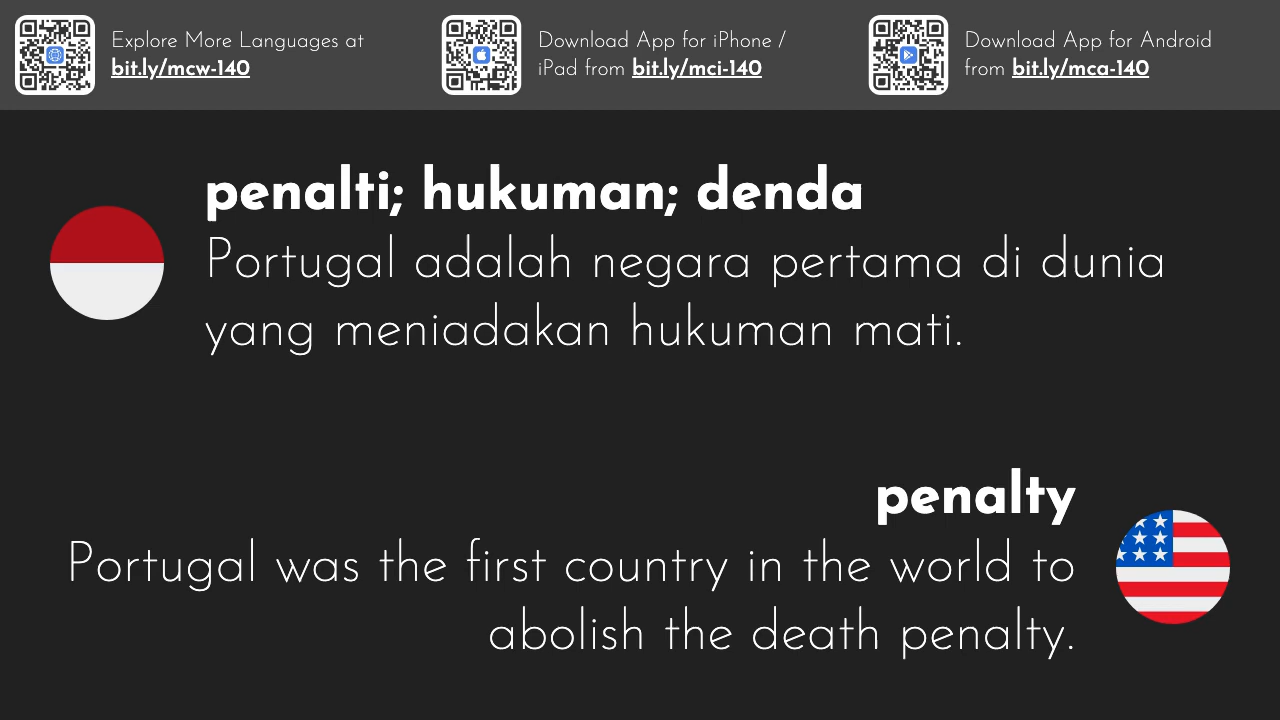 Explore More Languages at
bit.ly/mcw-140
Download App for iPhone /
iPad from bit.ly/mci-140
Download App for Android
from bit.ly/mca-140
penalti; hukuman; denda
Portugal adalah negara pertama di dunia
yang meniadakan hukuman mati.
penalty
Portugal was the first country in the world to
abolish the death penalty.